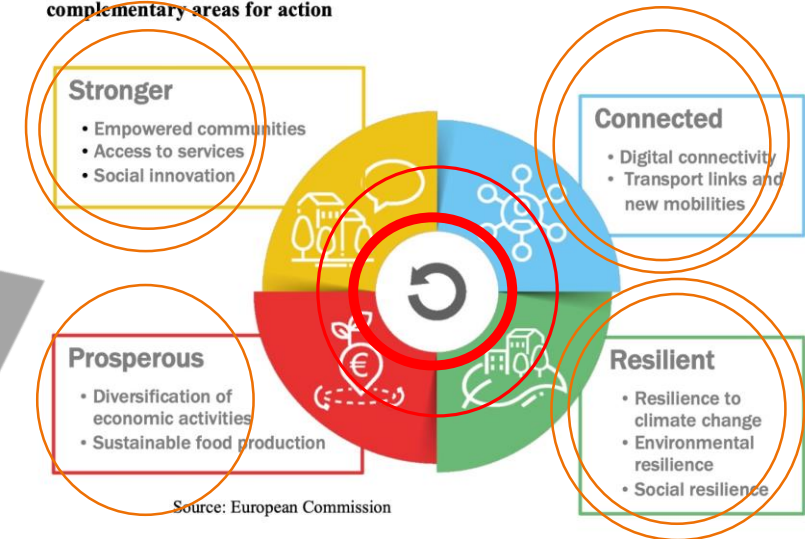 complementary areas for action
Stronger
• Empowered communities
• Access to services
• Social innovation
Connected
• Digital connectivity
• Transport links and
new mobilities
€
Prosperous
• Diversification of
economic activities
• Sustainable food production
Resilient
• Resilience to
climate change
• Environmental
resilience
• Social resilience
Source: European Commission